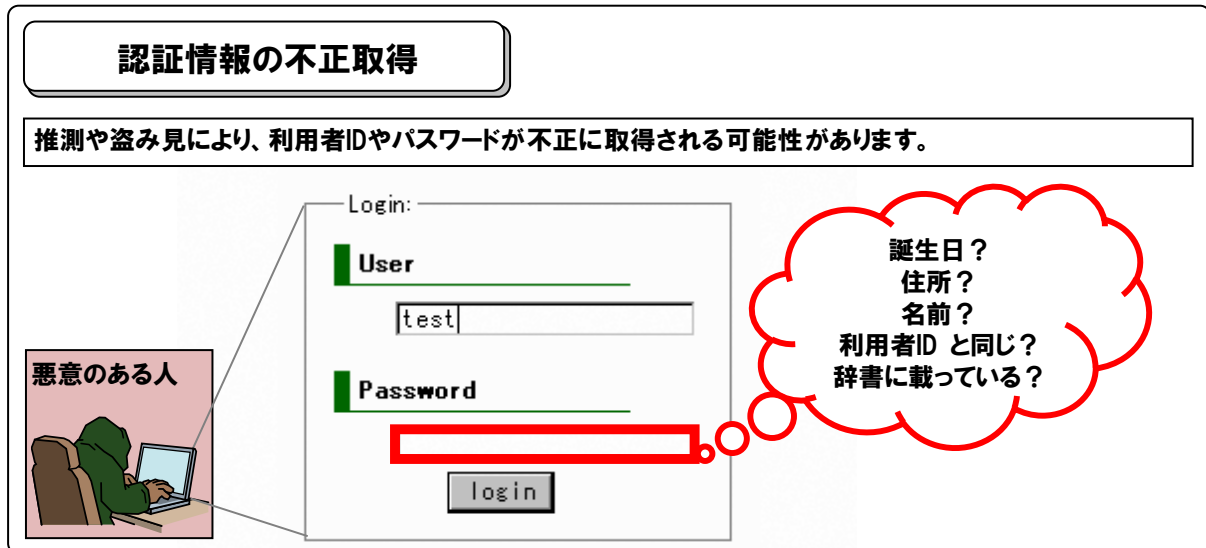 認証情報の不正取得
推測や盗み見により、利用者IDやパスワードが不正に取得される可能性があります。
Login:
User
test
Password
login
悪意のある人
誕生日？
住所？
名前？
利用者ID と同じ？
辞書に載っている？